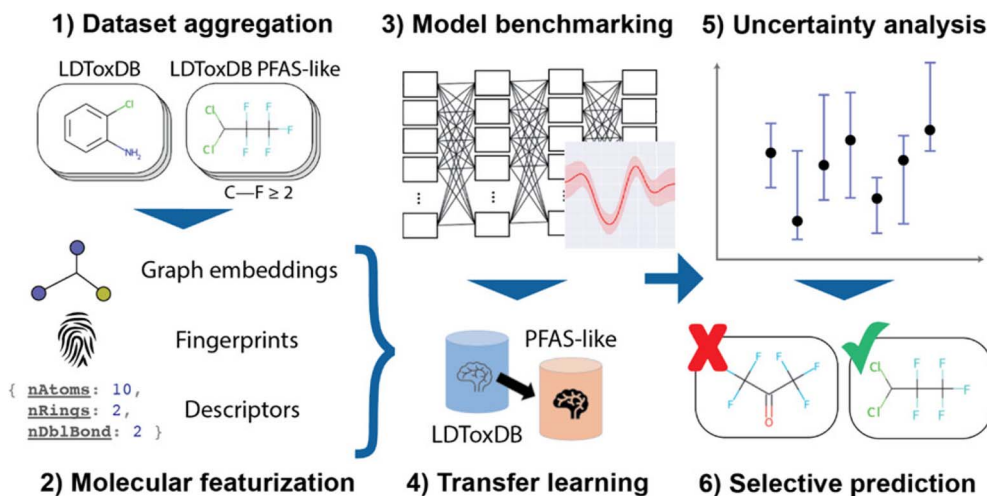 1) Dataset aggregation
LDToxDB
LDToxDB PFAS-like
Cl
NH₂
Cl
Cl
F
F
F
F
F
C—F ≥ 2
Graph embeddings
Fingerprints
{ nAtoms: 10,
nRings: 2,
nDblBond: 2 }
Descriptors
2) Molecular featurization
3) Model benchmarking
...
...
PFAS-like
LDToxDB
4) Transfer learning
5) Uncertainty analysis
F
F
F
F
F
F
O
Cl
Cl
F
F
F
F
F
6) Selective prediction